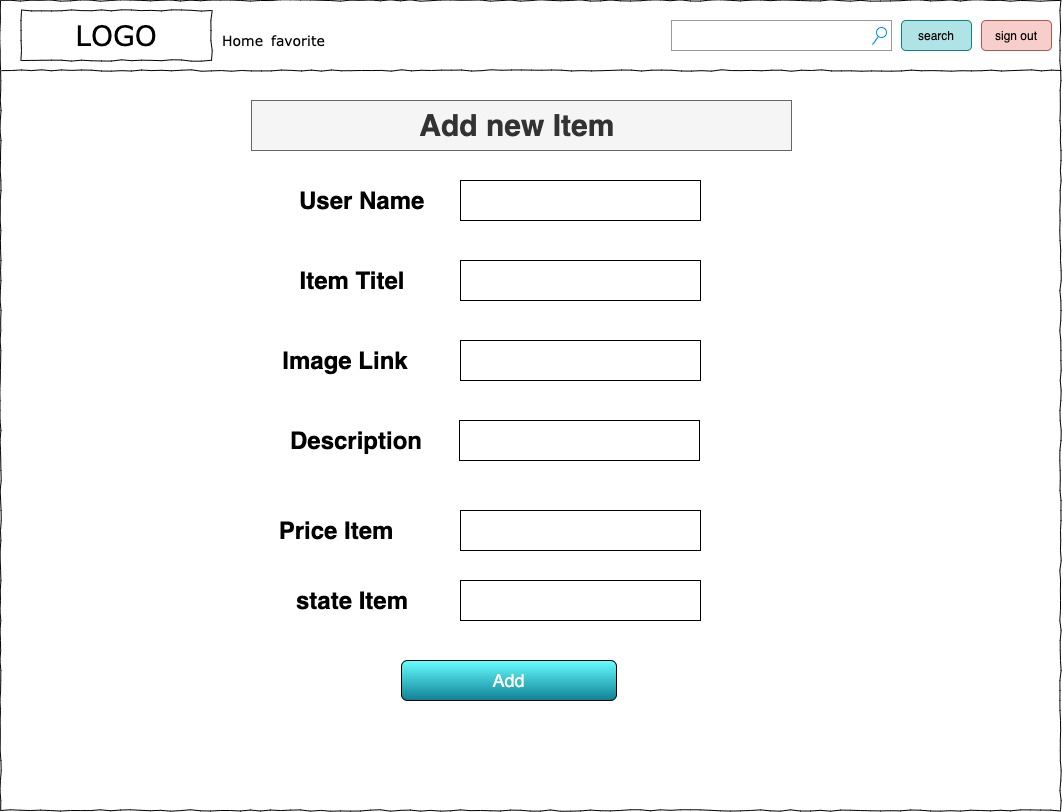 LOGO
Home favorite
search
sign out
Add new Item
User Name
Item Titel
Image Link
Description
Price Item
state Item
Add